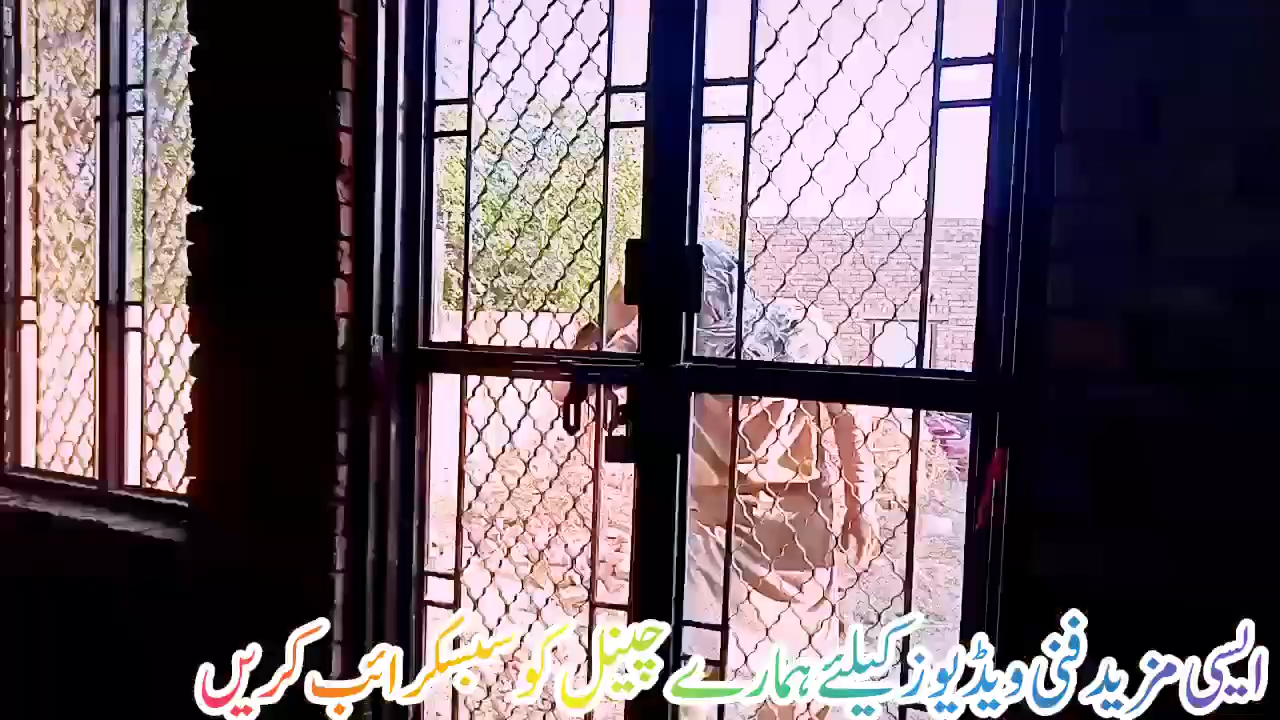 ایسی مزید فنی ویڈیوز کیلئے ہمارے چینل کو سبسکرائب کریں